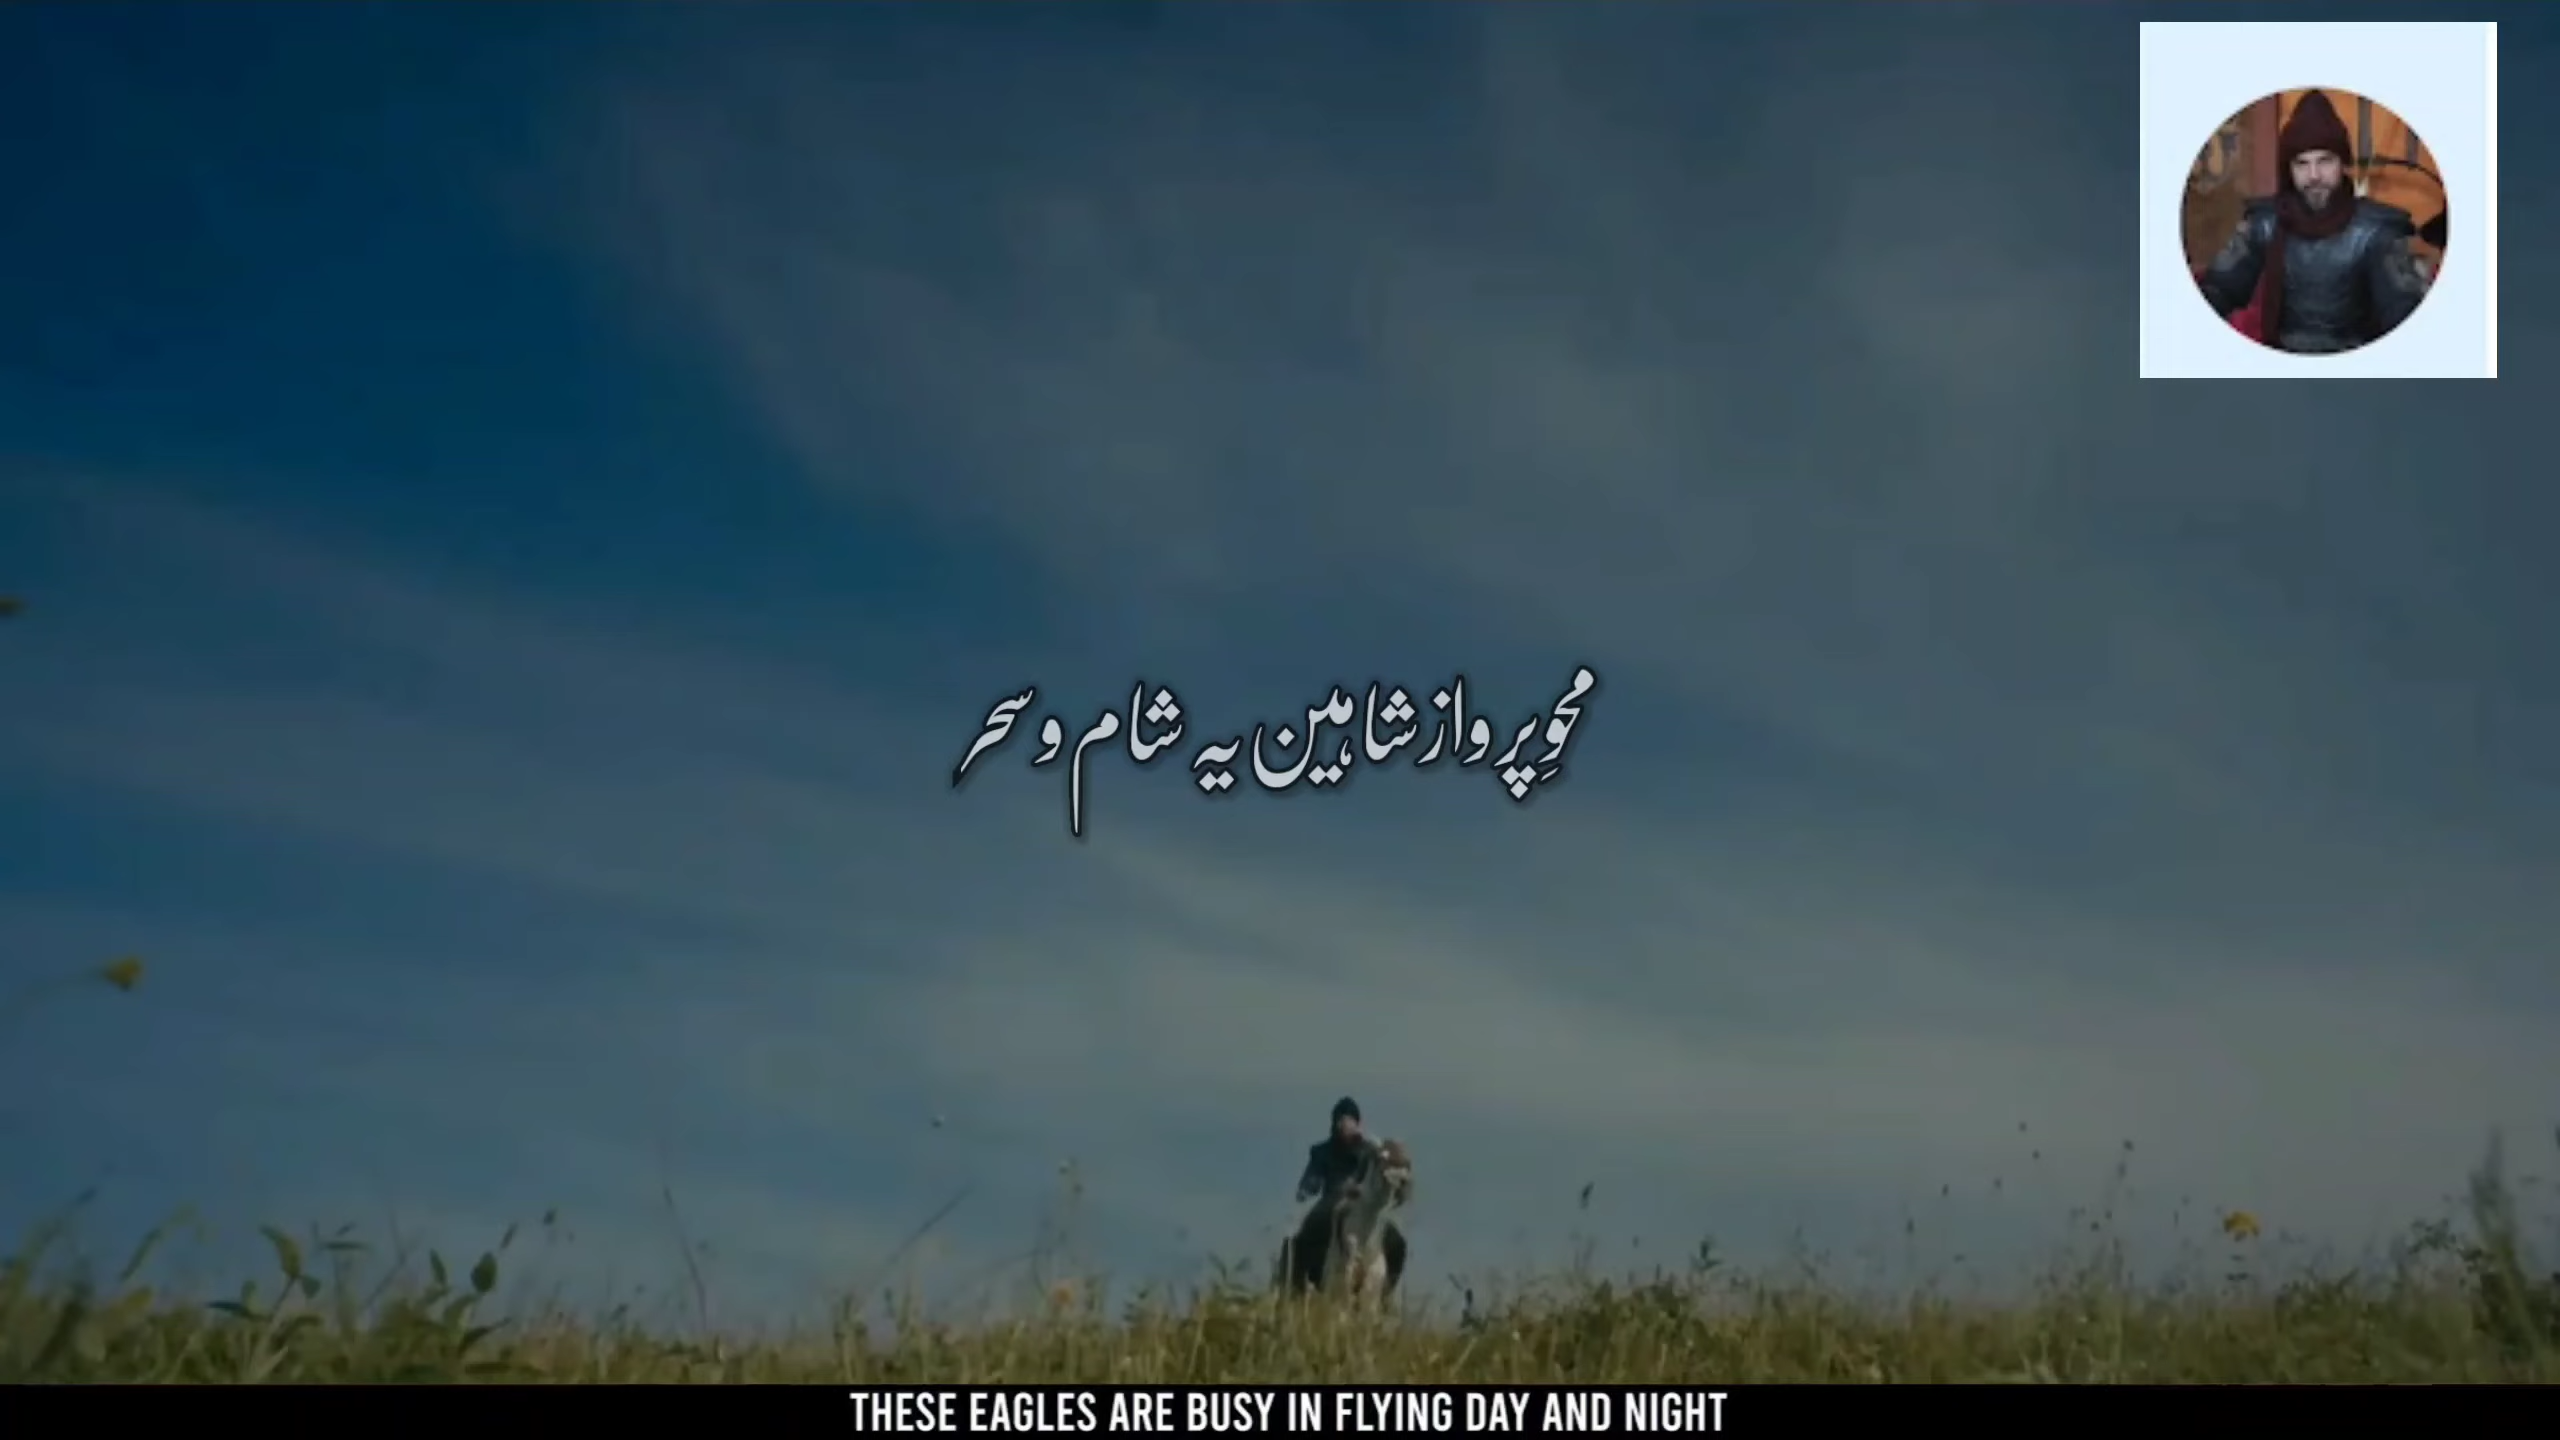 محوِ پرواز شاہین یہ شام و سحر
THESE EAGLES ARE BUSY IN FLYING DAY AND NIGHT